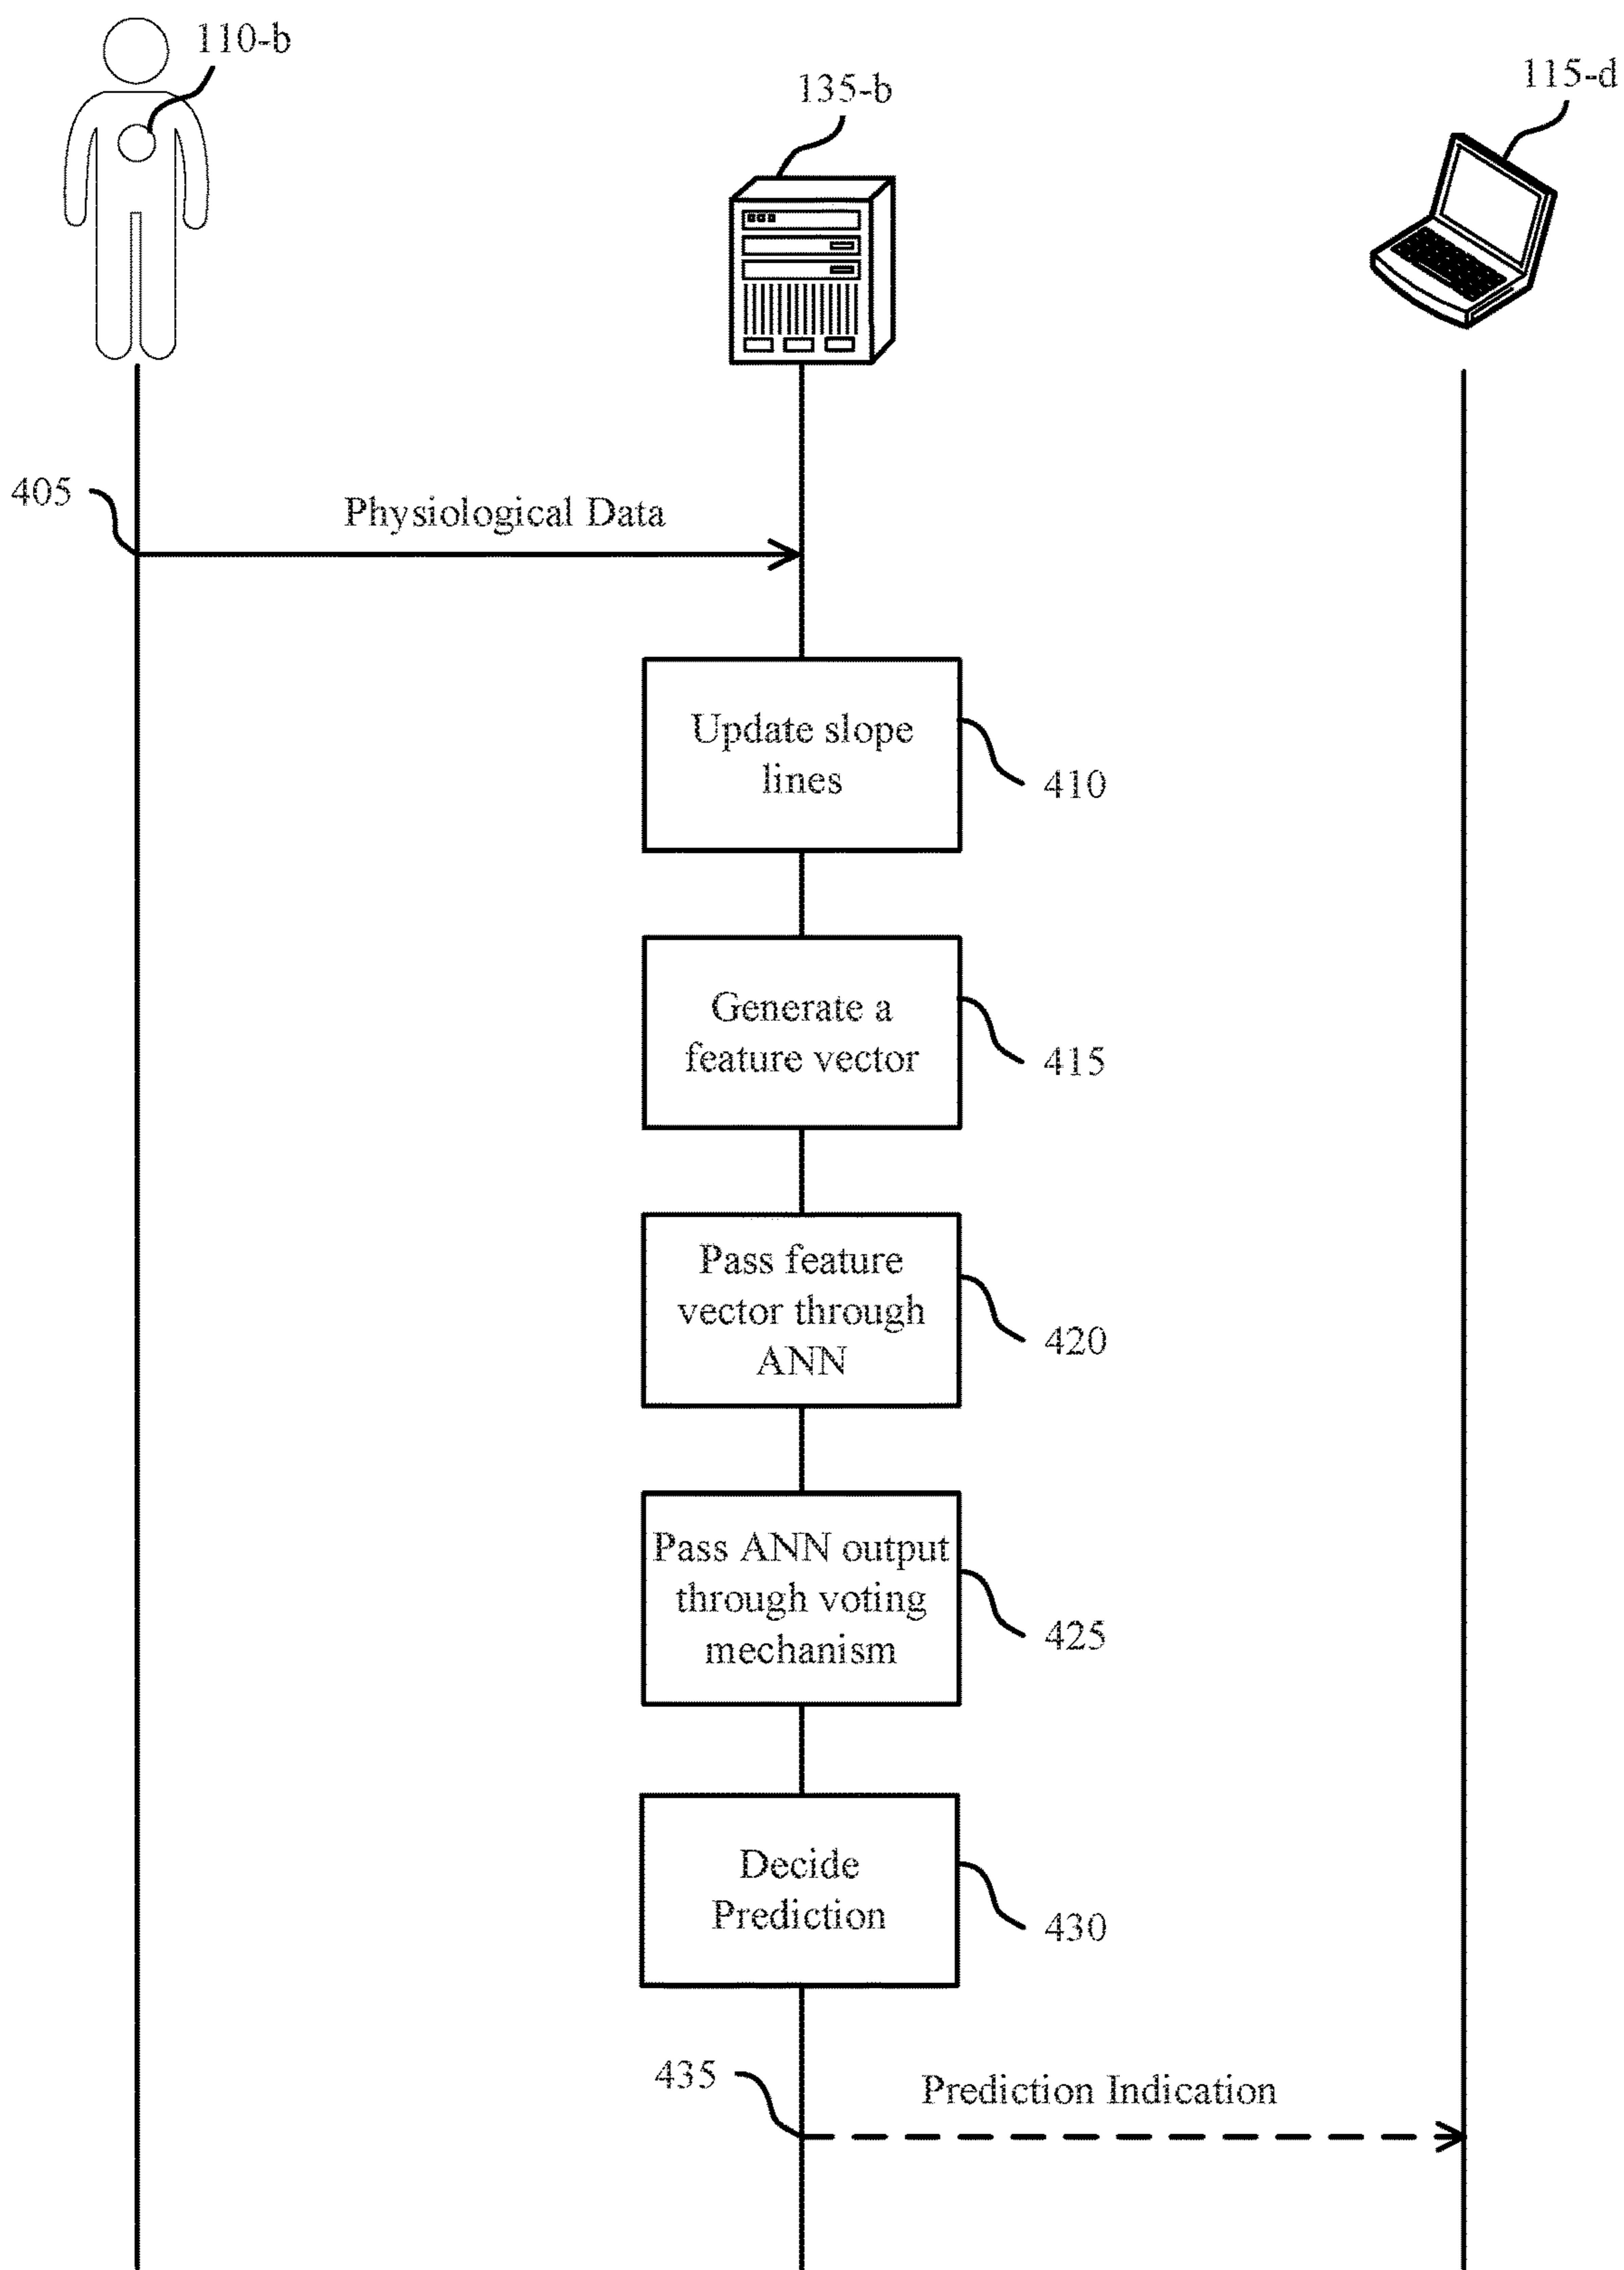 110-b
135-b
115-d
405
Physiological Data
Update slope
lines
410
Generate a
feature vector
415
Pass feature
vector through
ANN
420
Pass ANN output
through voting
mechanism
425
Decide
Prediction
430
435
Prediction Indication